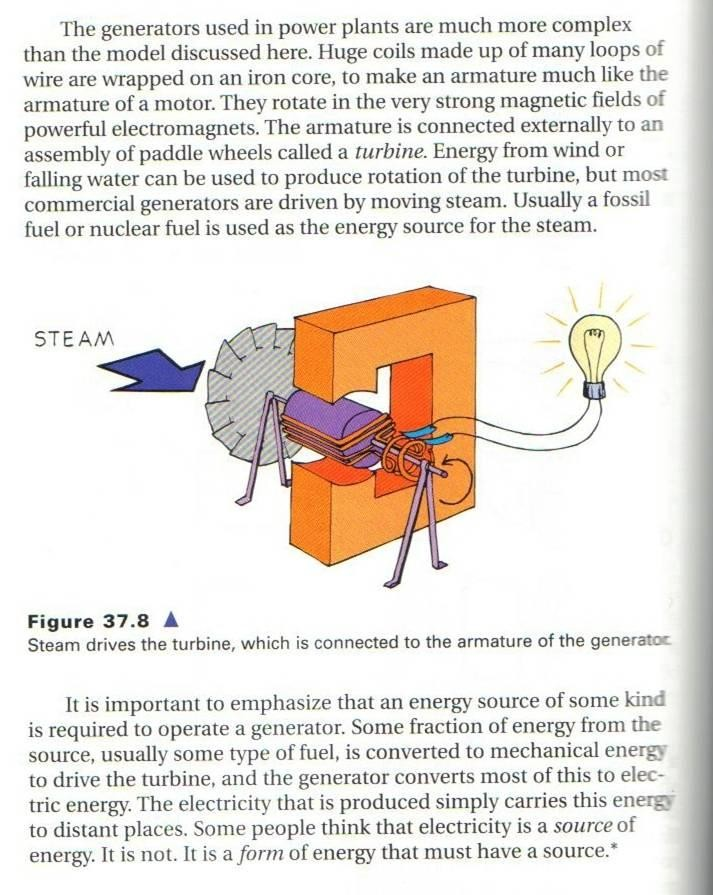 The generators used in power plants are much more complex
than the model discussed here. Huge coils made up of many loops of
wire are wrapped on an iron core, to make an armature much like the
armature of a motor. They rotate in the very strong magnetic fields of
powerful electromagnets. The armature is connected externally to an
assembly of paddle wheels called a turbine. Energy from wind or
falling water can be used to produce rotation of the turbine, but most
commercial generators are driven by moving steam. Usually a fossil
fuel or nuclear fuel is used as the energy source for the steam.
STEAM
Figure 37.8 ▲
Steam drives the turbine, which is connected to the armature of the generator.
It is important to emphasize that an energy source of some kind
is required to operate a generator. Some fraction of energy from the
source, usually some type of fuel, is converted to mechanical energy
to drive the turbine, and the generator converts most of this to elec-
tric energy. The electricity that is produced simply carries this energy
to distant places. Some people think that electricity is a source of
energy. It is not. It is a form of energy that must have a source.*